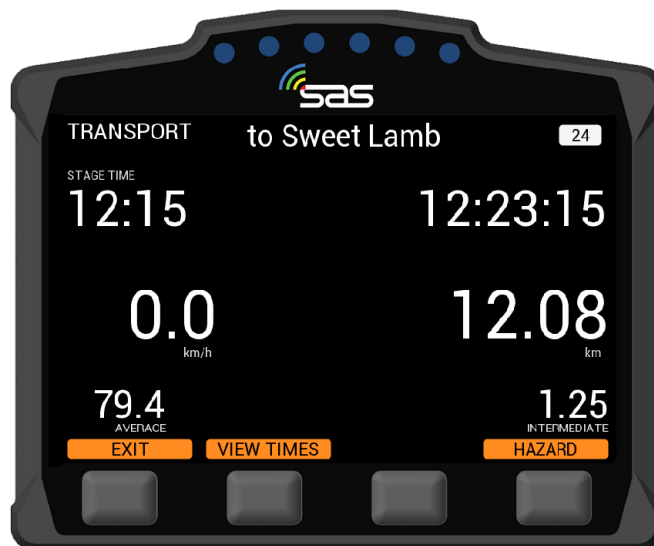 sas
TRANSPORT to Sweet Lamb 24
STAGE TIME
12:15 12:23:15
0.0 12.08
km/h km
79.4 1.25
AVERAGE INTERMEDIATE
EXIT VIEW TIMES HAZARD